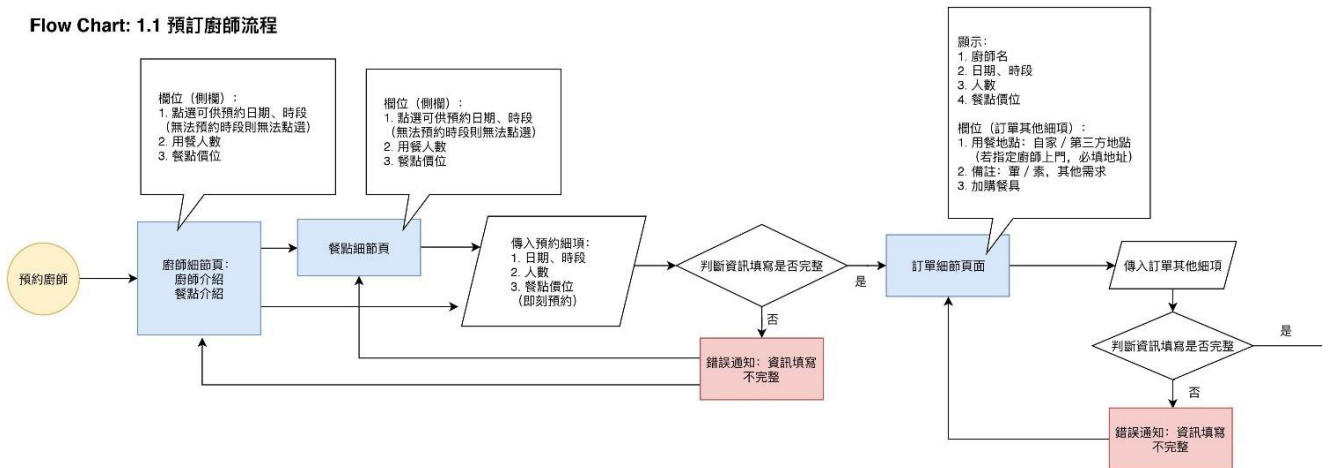 Flow Chart: 1.1 預訂廚師流程
欄位（側欄）：
1. 點選可供預約日期、時段
（無法預約時段則無法點選）
2. 用餐人數
3. 餐點價位
欄位（側欄）：
1. 點選可供預約日期、時段
（無法預約時段則無法點選）
2. 用餐人數
3. 餐點價位
顯示：
1. 廚師名
2. 日期、時段
3. 人數
4. 餐點價位
欄位（訂單其他細項）：
1. 用餐地點：自家／第三方地點
（若指定廚師上門，必填地址）
2. 備註：葷／素，其他需求
3. 加購餐具
預約廚師
廚師細節頁：
廚師介紹
餐點介紹
餐點細節頁
傳入預約細項：
1. 日期、時段
2. 人數
3. 餐點價位
（即刻預約）
判斷資訊填寫是否完整
是
否
錯誤通知：資訊填寫
不完整
訂單細節頁面
傳入訂單其他細項
判斷資訊填寫是否完整
是
否
錯誤通知：資訊填寫
不完整